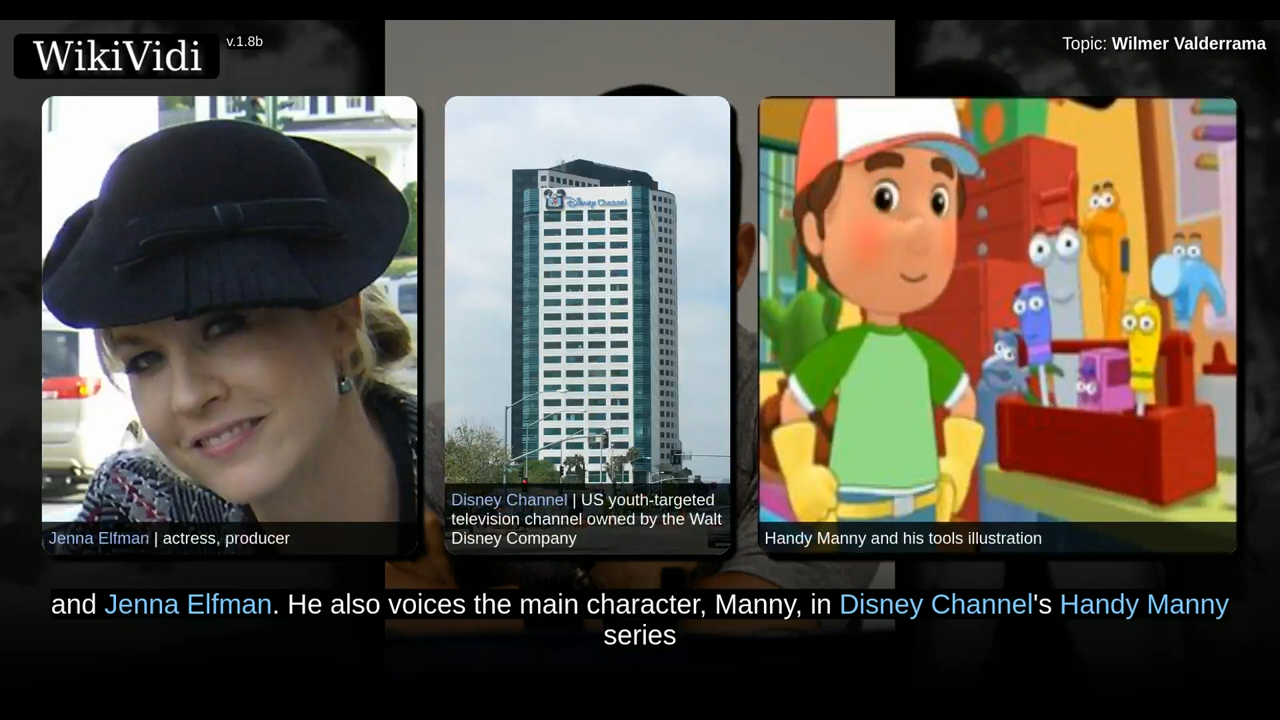 WikiVidi
v.1.8b
Topic: Wilmer Valderrama
Disney Channel
Jenna Elfman | actress, producer
Disney Channel | US youth-targeted
television channel owned by the Walt
Disney Company
Handy Manny and his tools illustration
and Jenna Elfman. He also voices the main character, Manny, in Disney Channel's Handy Manny
series